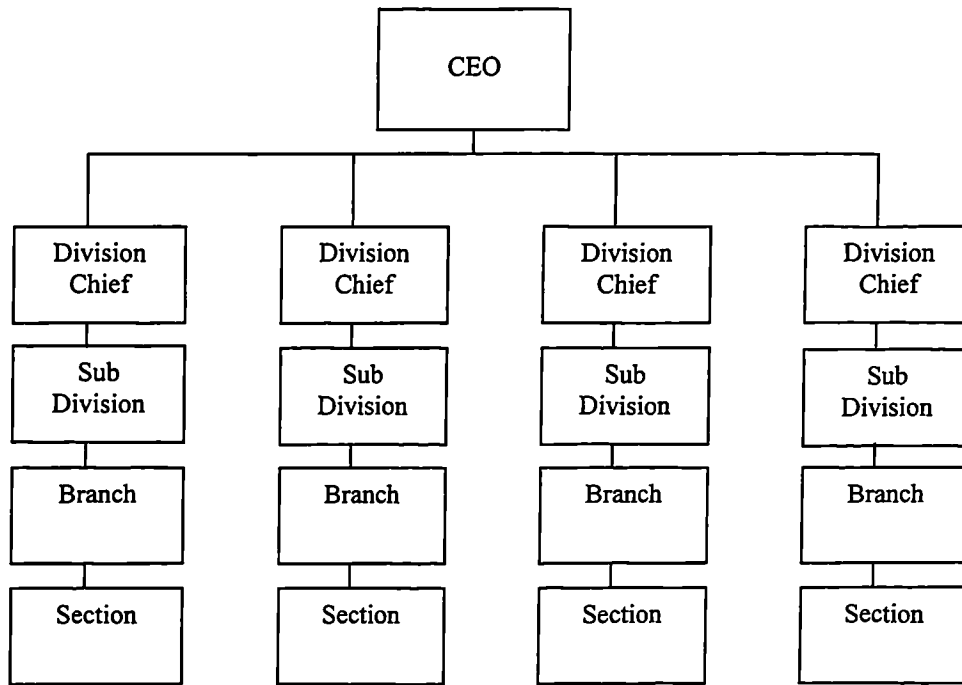 CEO
Division
Chief
Division
Chief
Division
Chief
Division
Chief
Sub
Division
Sub
Division
Sub
Division
Sub
Division
Branch
Branch
Branch
Branch
Section
Section
Section
Section